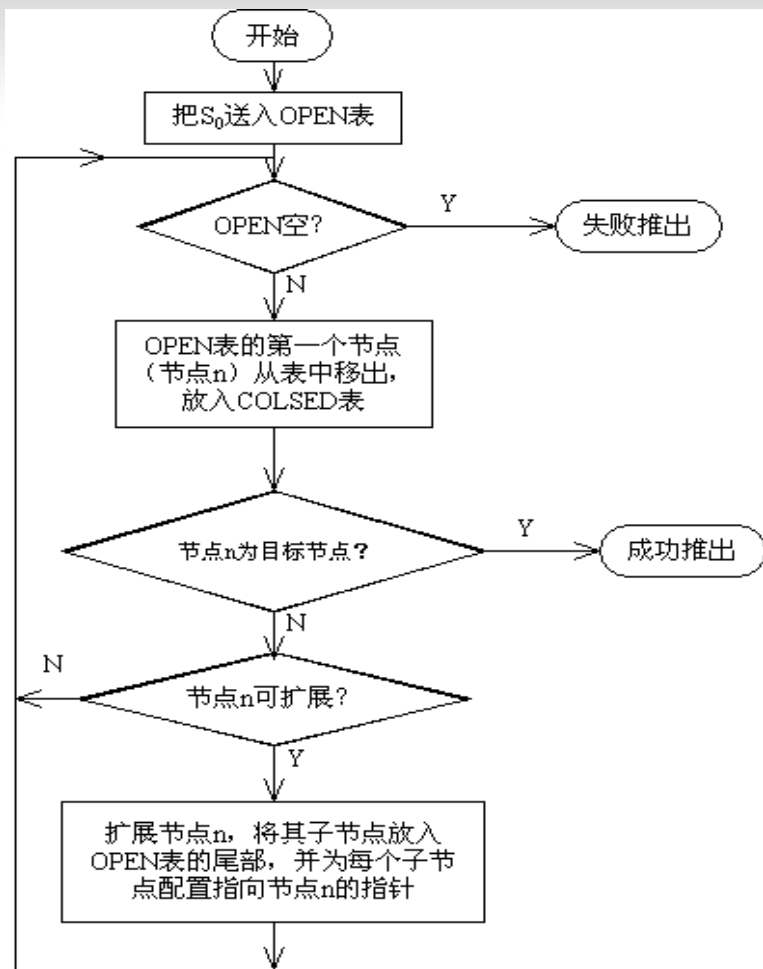 开始
把S₀送入OPEN表
OPEN空?
Y
失败推出
N
OPEN表的第一个节点
(节点n)从表中移出,
放入COLSED表
节点n为目标节点?
Y
成功推出
N
节点n可扩展?
N
Y
扩展节点n,将其子节点放入
OPEN表的尾部,并为每个子节
点配置指向节点n的指针